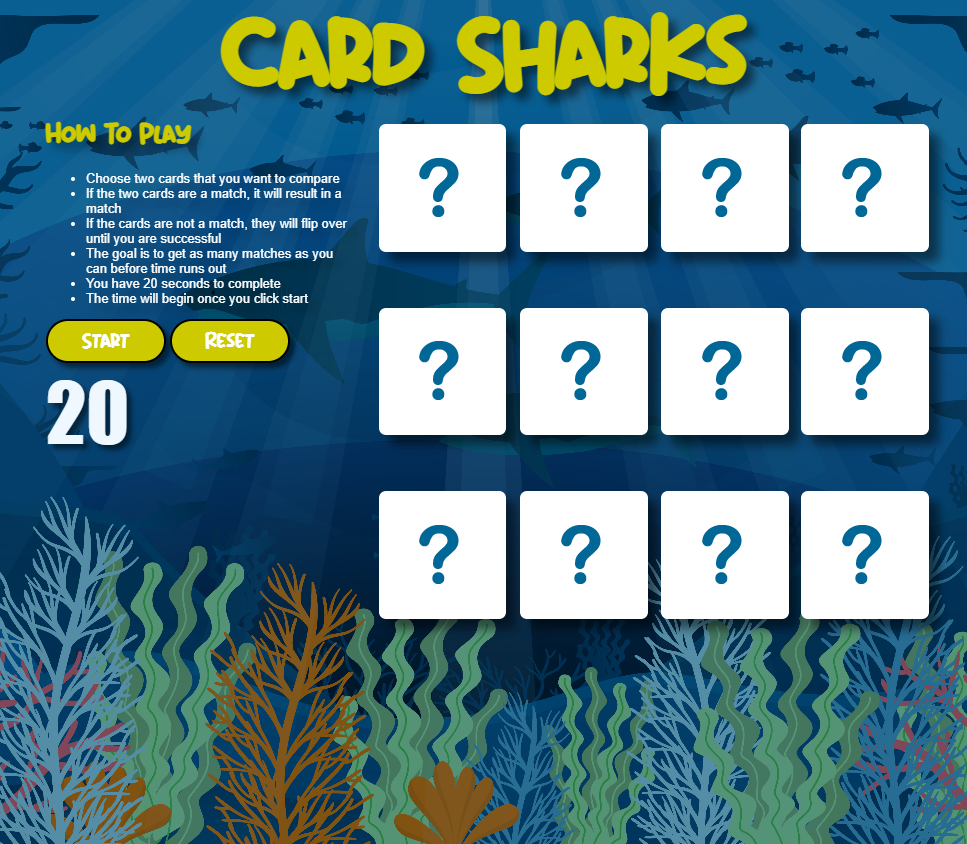 CARD SHARKS
HOW TO PLAY
• Choose two cards that you want to compare
• If the two cards are a match, it will result in a
match
• If the cards are not a match, they will flip over
until you are successful
• The goal is to get as many matches as you
can before time runs out
• You have 20 seconds to complete
• The time will begin once you click start
START RESET
20
? ? ? ?
? ? ? ?
? ? ? ?